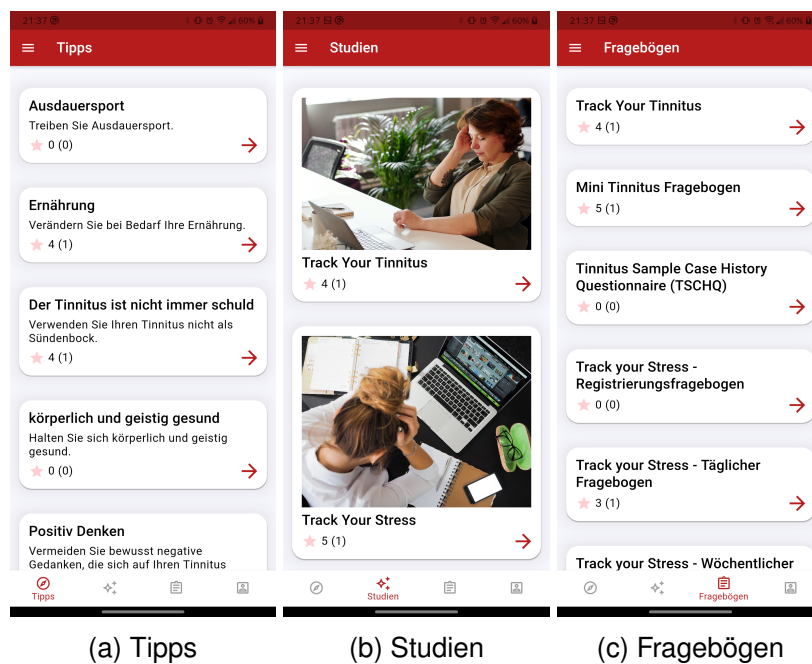 21:37 60%
Tipps
Ausdauersport
Treiben Sie Ausdauersport.
0 (0)
Ernährung
Verändern Sie bei Bedarf Ihre Ernährung.
4 (1)
Der Tinnitus ist nicht immer schuld
Verwenden Sie Ihren Tinnitus nicht als
Sündenbock.
4 (1)
körperlich und geistig gesund
Halten Sie sich körperlich und geistig
gesund.
0 (0)
Positiv Denken
Vermeiden Sie bewusst negative
Gedanken, die sich auf Ihren Tinnitus
Tipps
(a) Tipps
21:37 60%
Studien
Track Your Tinnitus
4 (1)
Track Your Stress
5 (1)
Studien
(b) Studien
21:37 60%
Fragebögen
Track Your Tinnitus
4 (1)
Mini Tinnitus Fragebogen
5 (1)
Tinnitus Sample Case History
Questionnaire (TSCHQ)
0 (0)
Track your Stress -
Registrierungsfragebogen
0 (0)
Track your Stress - Täglicher
Fragebogen
3 (1)
Track your Stress - Wöchentlicher
Fragebögen
(c) Fragebögen